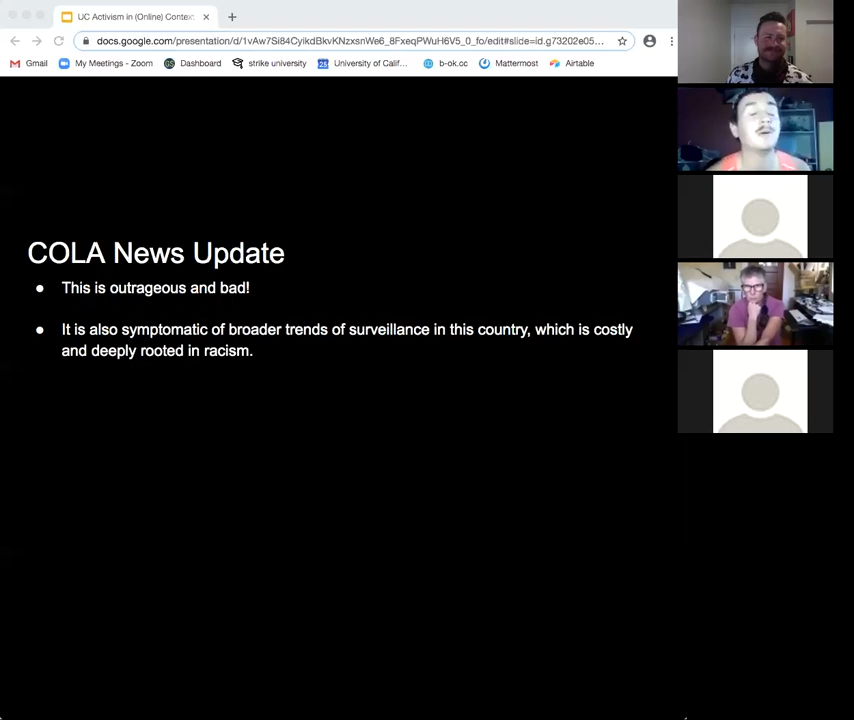 UC Activism in (Online) Contex
docs.google.com/presentation/d/1vAw7Si84CyikdBkvKNzxsnWe6_8FxeqPWuH6V5_0_fo/edit#slide=id.g73202e05...
Gmail My Meetings - Zoom Dashboard strike university University of Calif... b-ok.cc Mattermost Airtable
COLA News Update
● This is outrageous and bad!
● It is also symptomatic of broader trends of surveillance in this country, which is costly
and deeply rooted in racism.